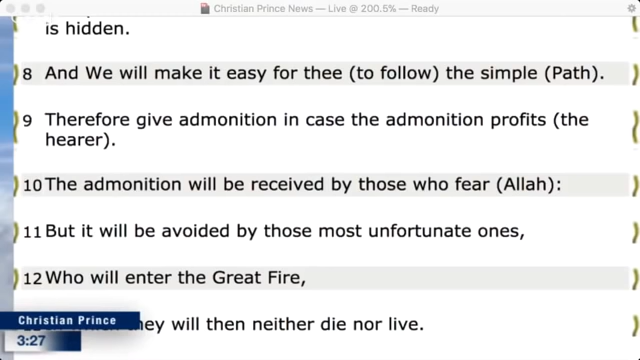 Christian Prince News — Live @ 200.5% — Ready
is hidden.
8 And We will make it easy for thee (to follow) the simple (Path).
9 Therefore give admonition in case the admonition profits (the
hearer).
10 The admonition will be received by those who fear (Allah):
11 But it will be avoided by those most unfortunate ones,
12 Who will enter the Great Fire,
they will then neither die nor live.
Christian Prince
3:27